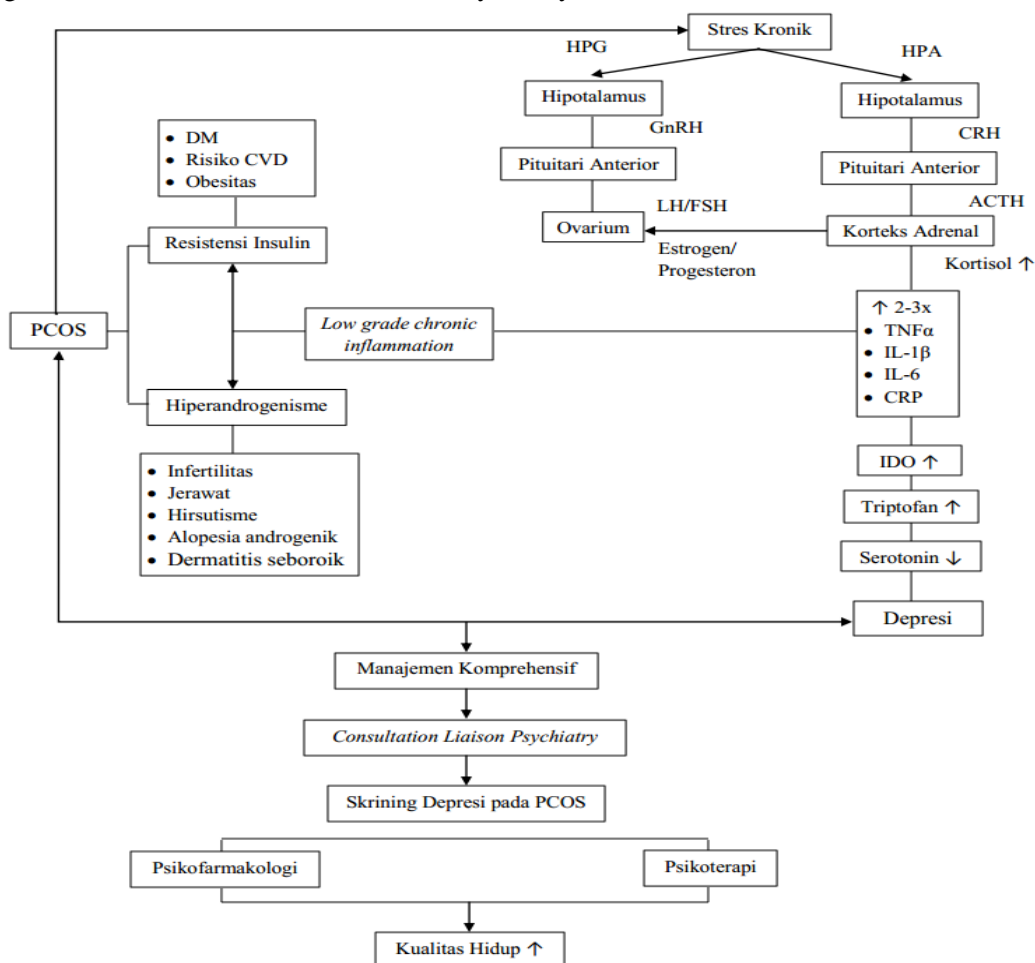 Stres Kronik
HPG
HPA
Hipotalamus
Hipotalamus
GnRH
CRH
• DM
• Risiko CVD
• Obesitas
Pituitari Anterior
Pituitari Anterior
LH/FSH
ACTH
Ovarium
Korteks Adrenal
Resistensi Insulin
Estrogen/
Progesteron
Kortisol ↑
PCOS
Low grade chronic
inflammation
↑ 2-3x
• TNFα
• IL-1β
• IL-6
• CRP
Hiperandrogenisme
• Infertilitas
• Jerawat
• Hirsutisme
• Alopesia androgenik
• Dermatitis seboroik
IDO ↑
Triptofan ↑
Serotonin ↓
Depresi
Manajemen Komprehensif
Consultation Liaison Psychiatry
Skrining Depresi pada PCOS
Psikofarmakologi
Psikoterapi
Kualitas Hidup ↑